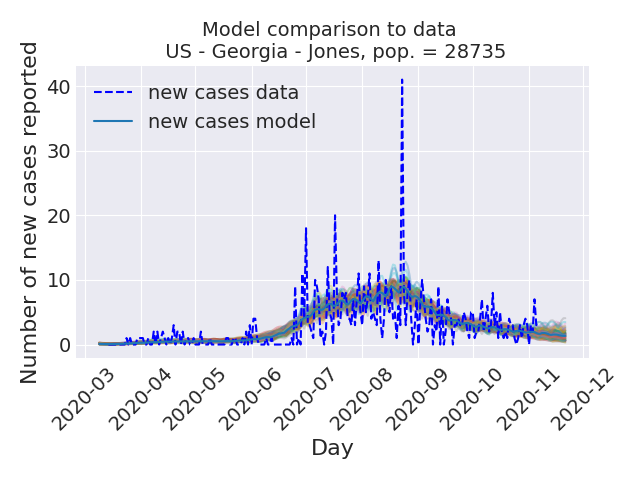 Model comparison to data
US - Georgia - Jones, pop. = 28735
Number of new cases reported
40
30
20
10
0
new cases data
new cases model
2020-03
2020-04
2020-05
2020-06
2020-07
2020-08
2020-09
2020-10
2020-11
2020-12
Day